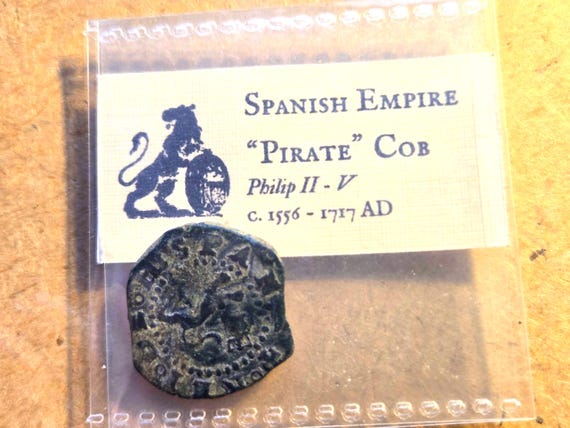 SPANISH EMPIRE
"PIRATE" COB
Philip II - V
c. 1556 - 1717 AD